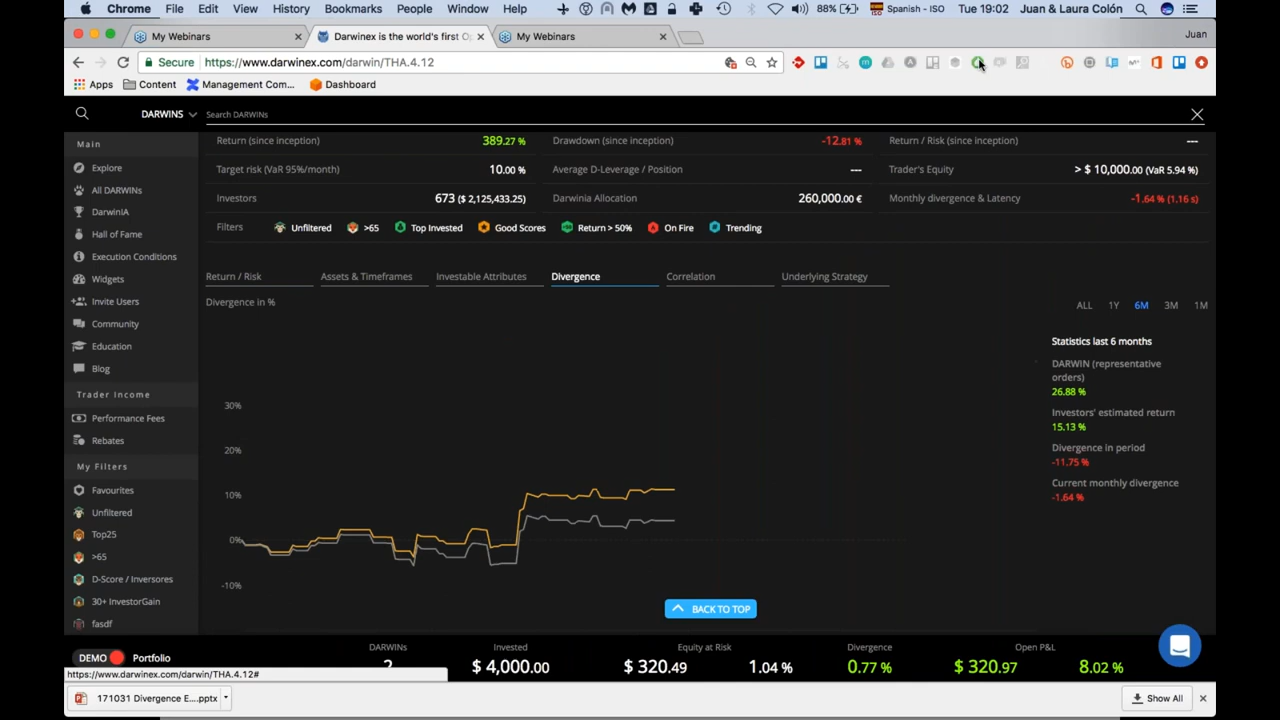 Chrome File Edit View History Bookmarks People Window Help 88% Spanish - ISO Tue 19:02 Juan & Laura Colón
My Webinars Darwinex is the world's first Op My Webinars Juan
Secure https://www.darwinex.com/darwin/THA.4.12
Apps Content Management Com... Dashboard
DARWINS Search DARWINs
Main
Explore
All DARWINs
DarwinIA
Hall of Fame
Execution Conditions
Widgets
Invite Users
Community
Education
Blog
Trader Income
Performance Fees
Rebates
My Filters
Favourites
Unfiltered
Top25
>65
D-Score / Inversores
30+ InvestorGain
fasdf
Return (since inception) 389.27 % Drawdown (since inception) -12.81 % Return / Risk (since inception) ---
Target risk (VaR 95%/month) 10.00 % Average D-Leverage / Position --- Trader's Equity > $ 10,000.00 (VaR 5.94 %)
Investors 673 ($ 2,125,433.25) Darwinia Allocation 260,000.00 € Monthly divergence & Latency -1.64 % (1.16 s)
Filters Unfiltered >65 Top Invested Good Scores Return > 50% On Fire Trending
Return / Risk Assets & Timeframes Investable Attributes Divergence Correlation Underlying Strategy
Divergence in %
ALL 1Y 6M 3M 1M
30%
20%
10%
0%
-10%
Statistics last 6 months
DARWIN (representative
orders)
26.88 %
Investors' estimated return
15.13 %
Divergence in period
-11.75 %
Current monthly divergence
-1.64 %
BACK TO TOP
DEMO Portfolio
DARWINs Invested Equity at Risk Divergence Open P&L
2 $ 4,000.00 $ 320.49 1.04 % 0.77 % $ 320.97 8.02 %
https://www.darwinex.com/darwin/THA.4.12#
171031 Divergence E....pptx Show All